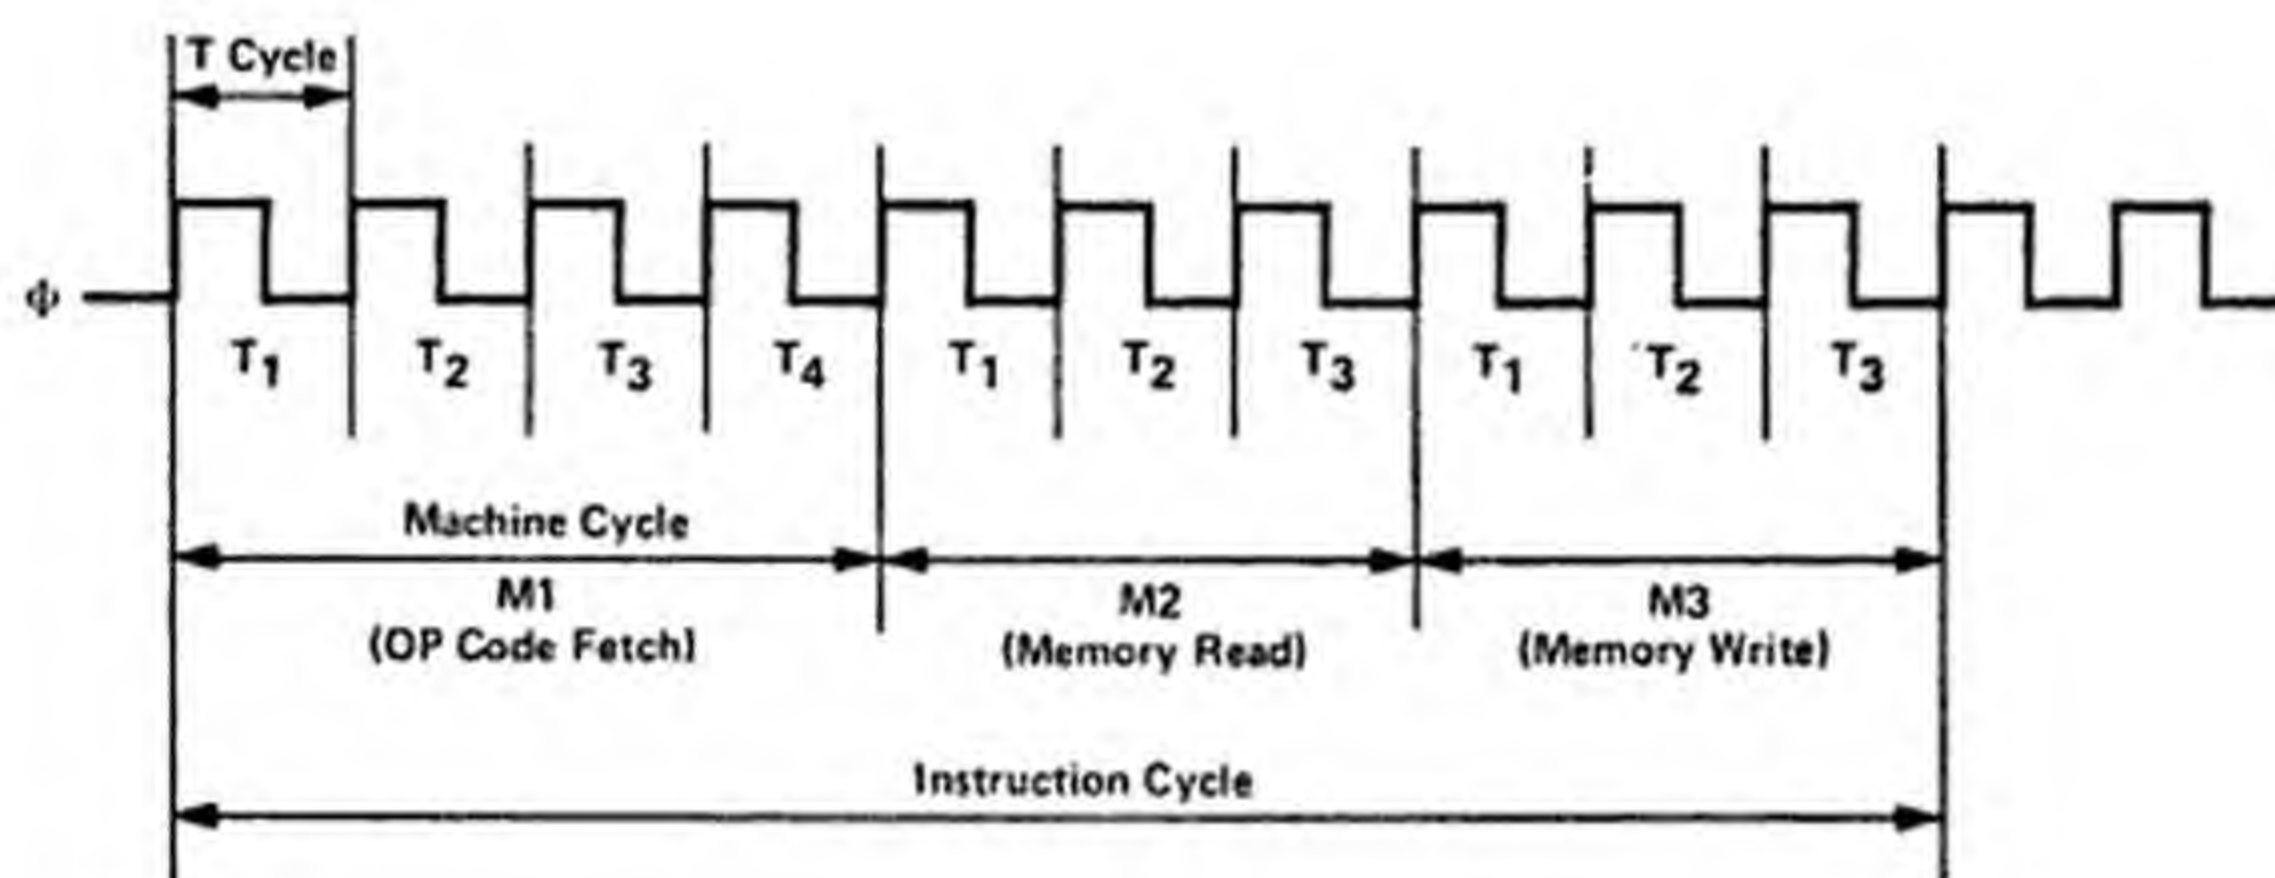 T Cycle
Φ
T1 T2 T3 T4 T1 T2 T3 T1 T2 T3
Machine Cycle
M1 M2 M3
(OP Code Fetch) (Memory Read) (Memory Write)
Instruction Cycle